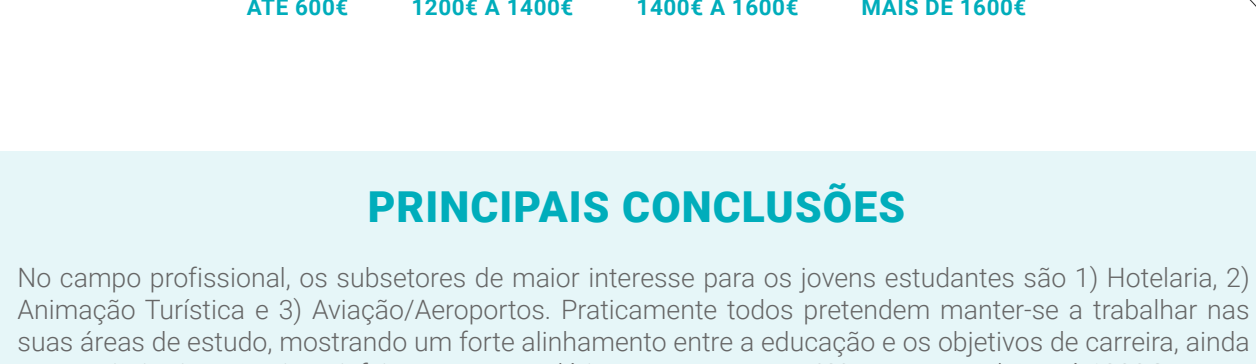 ATÉ 600€ 1200€ A 1400€ 1400€ A 1600€ MAIS DE 1600€
PRINCIPAIS CONCLUSÕES
No campo profissional, os subsetores de maior interesse para os jovens estudantes são 1) Hotelaria, 2)
Animação Turística e 3) Aviação/Aeroportos. Praticamente todos pretendem manter-se a trabalhar nas
suas áreas de estudo, mostrando um forte alinhamento entre a educação e os objetivos de carreira, ainda